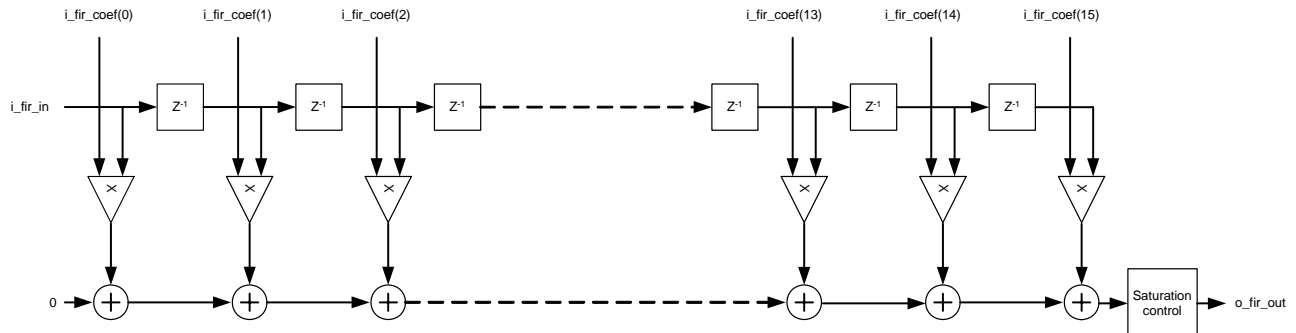 i_fir_coef(0)
i_fir_coef(1)
i_fir_coef(2)
i_fir_coef(13)
i_fir_coef(14)
i_fir_coef(15)
i_fir_in
Z-1
Z-1
Z-1
Z-1
Z-1
Z-1
X
X
X
X
X
X
0
+
+
+
+
+
+
Saturation
control
o_fir_out